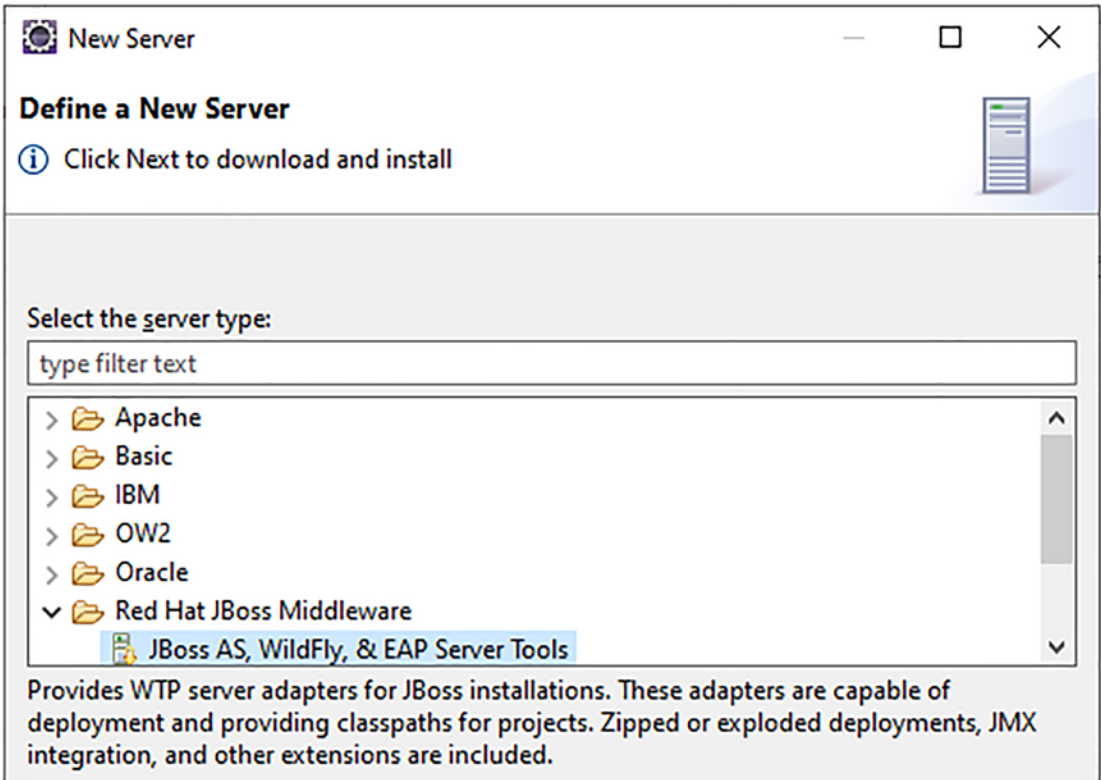 New Server
Define a New Server
Click Next to download and install
Select the server type:
type filter text
Apache
Basic
IBM
OW2
Oracle
Red Hat JBoss Middleware
JBoss AS, WildFly, & EAP Server Tools
Provides WTP server adapters for JBoss installations. These adapters are capable of
deployment and providing classpaths for projects. Zipped or exploded deployments, JMX
integration, and other extensions are included.